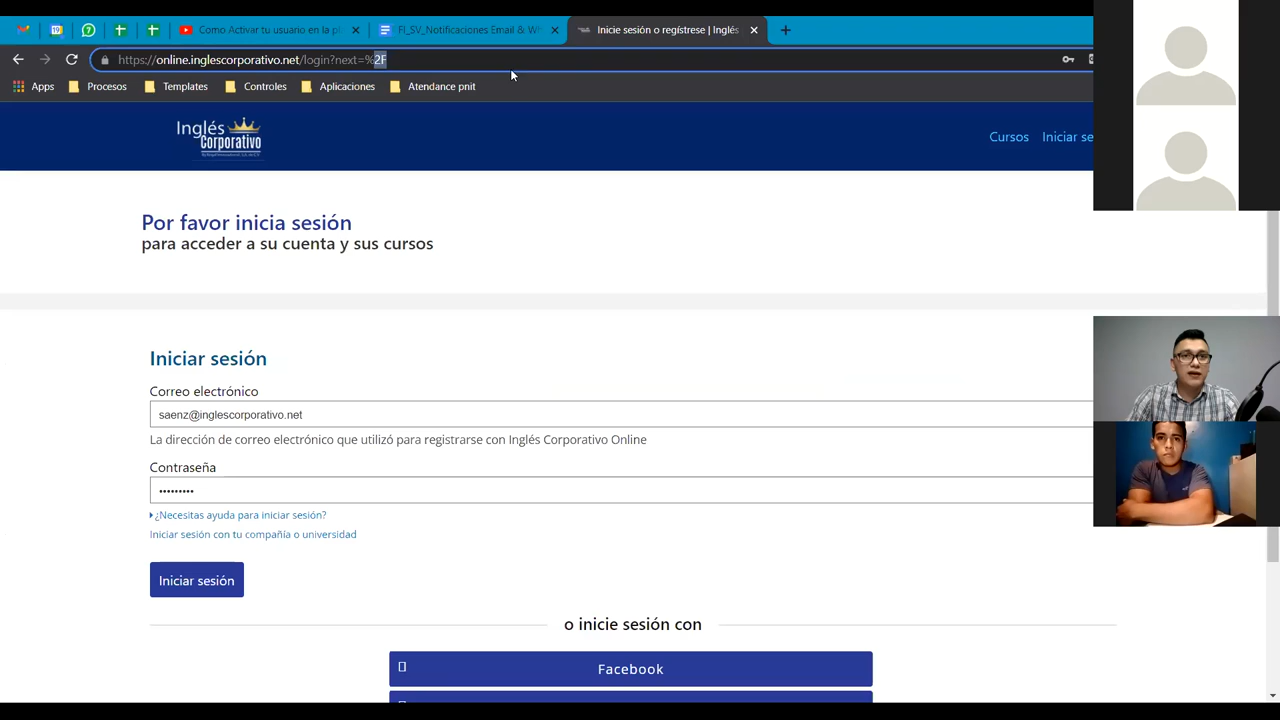 19
Como Activar tu usuario en la pl
FI_SV_Notificaciones Email & Wh
Inicie sesión o regístrese | Inglés
https://online.inglescorporativo.net/login?next=%2F
Apps
Procesos
Templates
Controles
Aplicaciones
Atendance pnit
Inglés
Corporativo
Cursos
Iniciar se
Por favor inicia sesión
para acceder a su cuenta y sus cursos
Iniciar sesión
Correo electrónico
saenz@inglescorporativo.net
La dirección de correo electrónico que utilizó para registrarse con Inglés Corporativo Online
Contraseña
•••••••••
¿Necesitas ayuda para iniciar sesión?
Iniciar sesión con tu compañía o universidad
Iniciar sesión
o inicie sesión con
Facebook